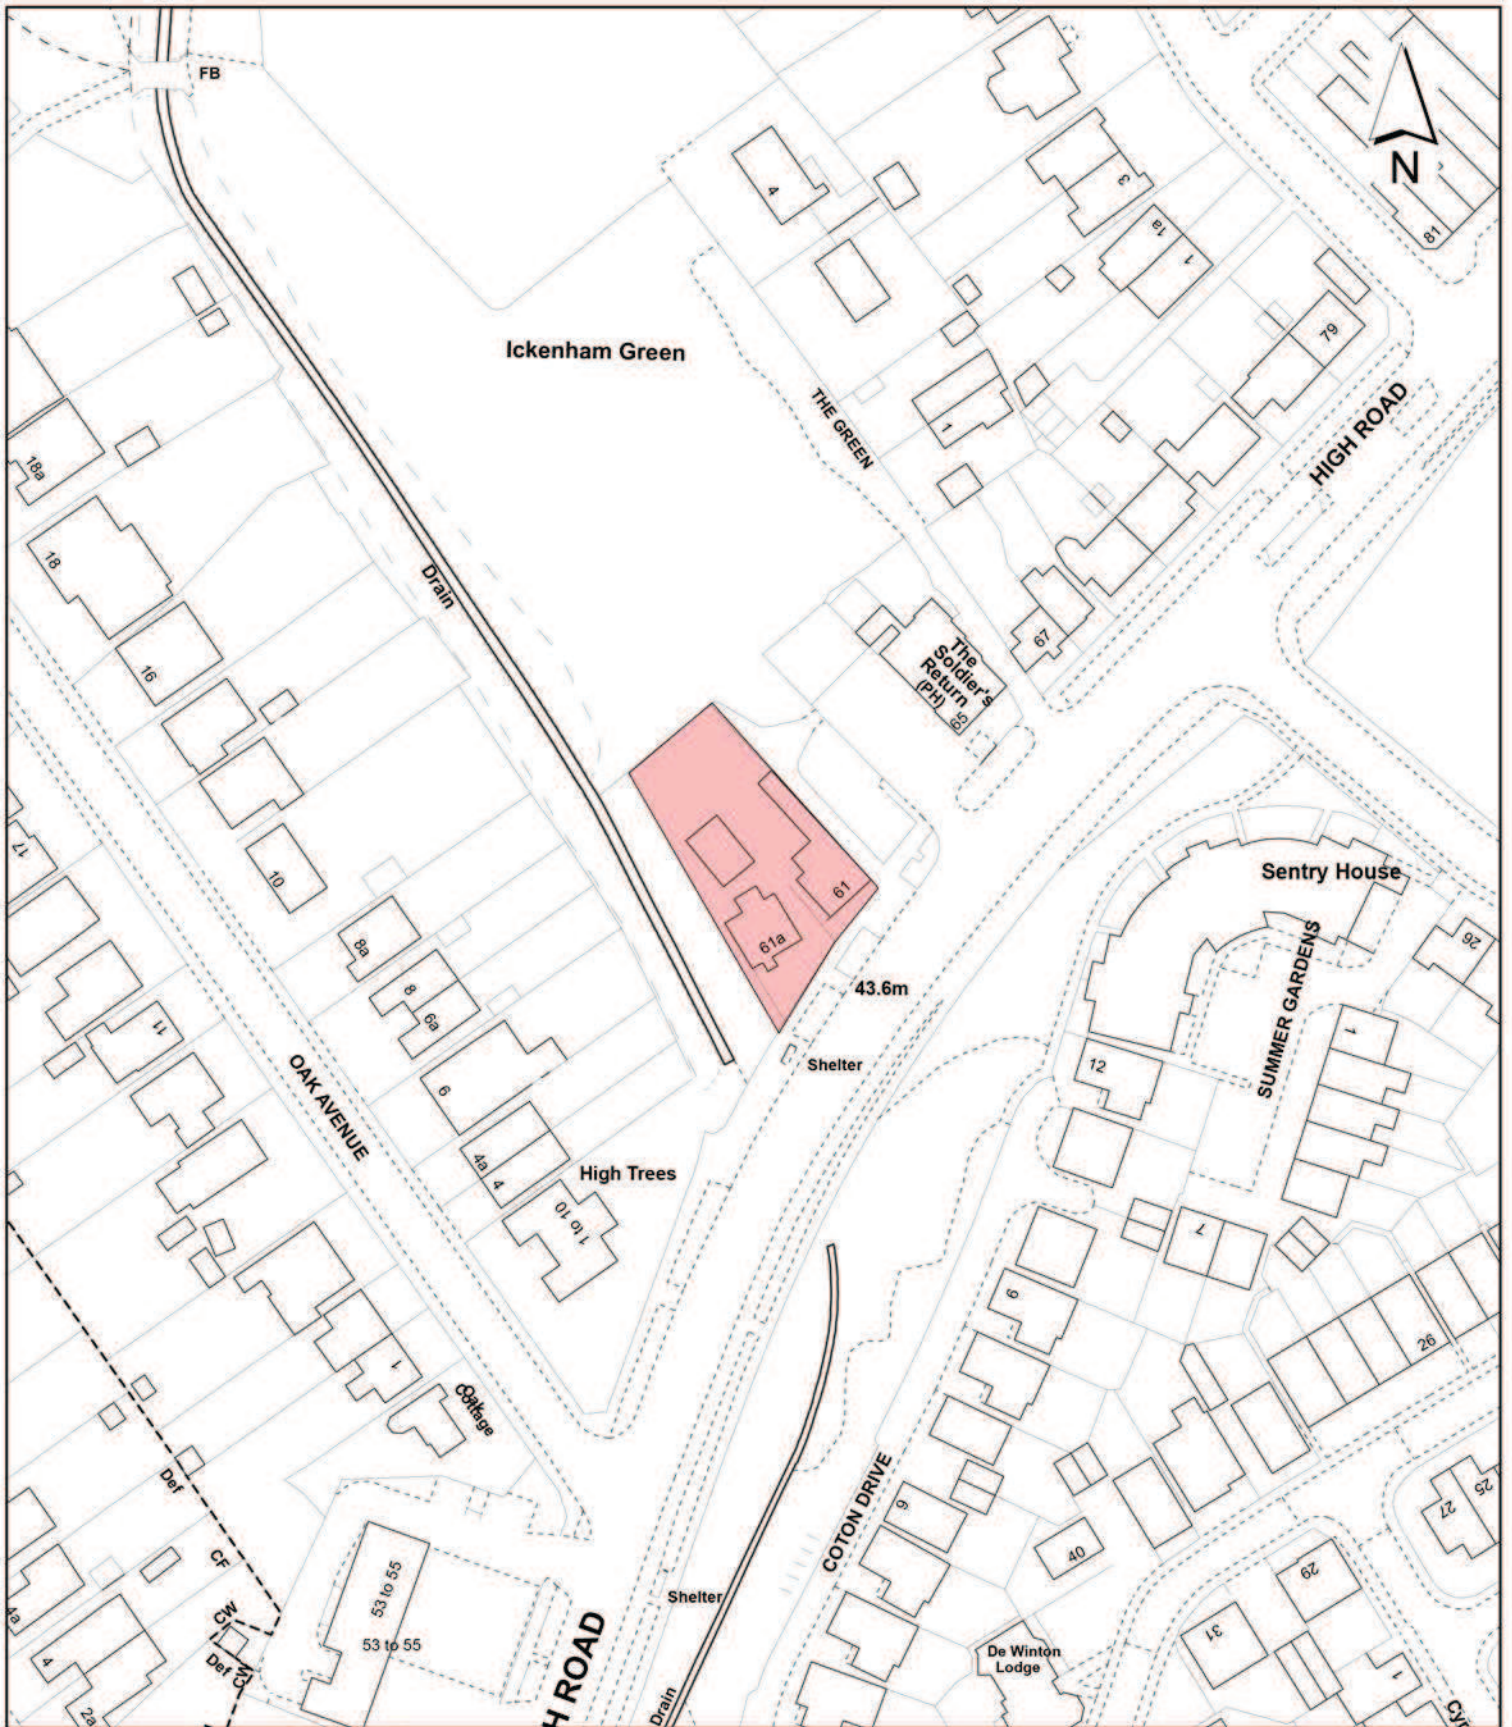 FB
N
81
4
3
1a
1
79
Ickenham Green
THE GREEN
1
HIGH ROAD
18a
18
Drain
16
The
Soldier's
Return
(PH)
65
67
17
10
61
61a
Sentry House
26
8a
8
6a
43.6m
SUMMER GARDENS
1
11
OAK AVENUE
6
Shelter
12
4a
4
High Trees
1 to 10
7
9
26
1
Oak
Cottage
Def
CF
CW
Def
CW
4a
4
2a
53 to 55
53 to 55
H ROAD
Shelter
Drain
COTON DRIVE
9
40
De Winton
Lodge
25
27
29
31
1